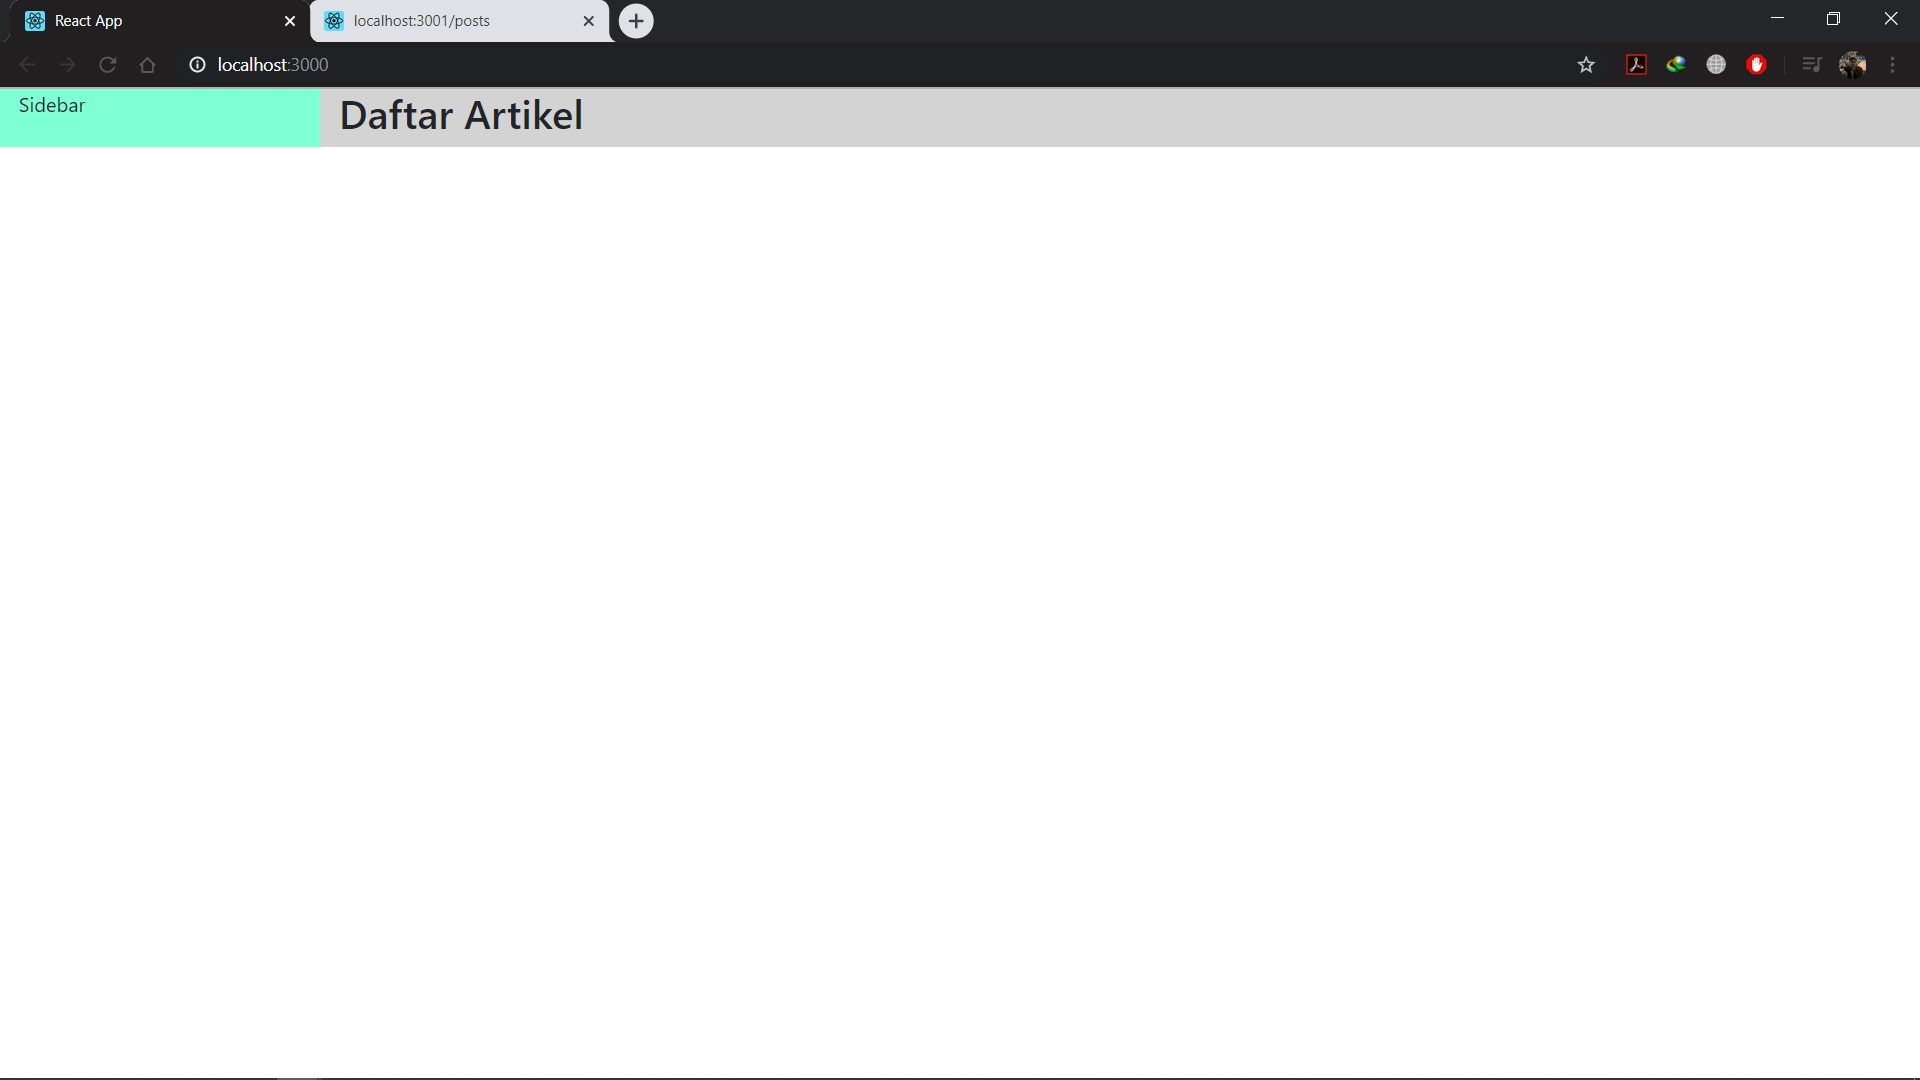 React App
localhost:3001/posts
localhost:3000
Sidebar
Daftar Artikel